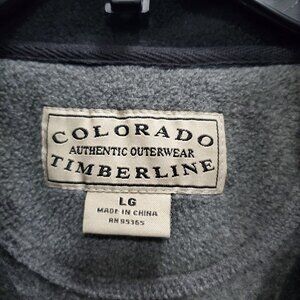 COLORADO
AUTHENTIC OUTERWEAR
TIMBERLINE
LG
MADE IN CHINA
RN 95365